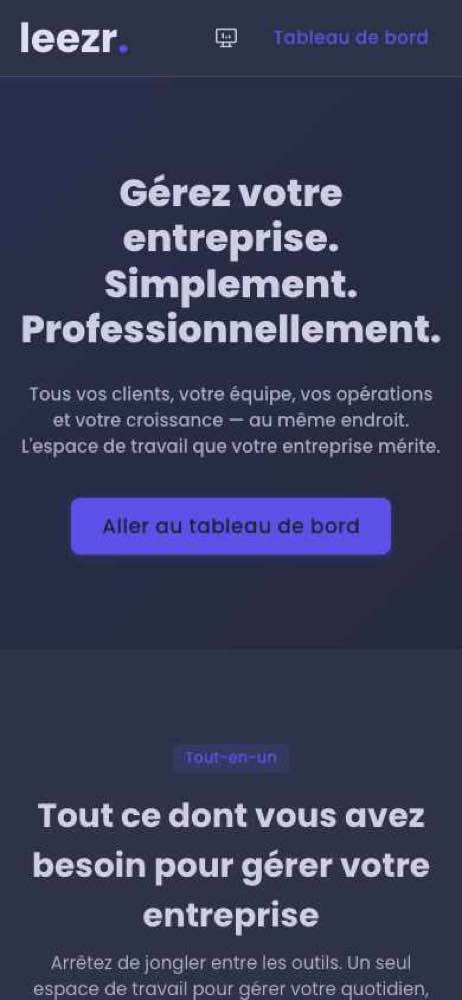 leezr.
Tableau de bord
Gérez votre
entreprise.
Simplement.
Professionnellement.
Tous vos clients, votre équipe, vos opérations
et votre croissance — au même endroit.
L'espace de travail que votre entreprise mérite.
Aller au tableau de bord
Tout-en-un
Tout ce dont vous avez
besoin pour gérer votre
entreprise
Arrêtez de jongler entre les outils. Un seul
espace de travail pour gérer votre quotidien,